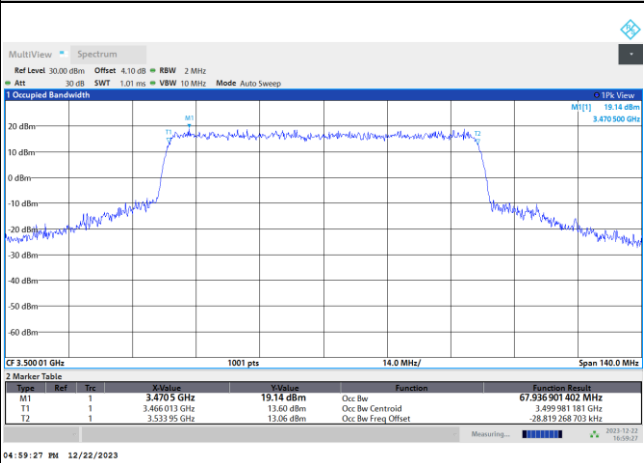 MultiView Spectrum
Ref Level 30.00 dBm Offset 4.10 dB RBW 2 MHz
Att 30 dB SWT 1.01 ms VBW 10 MHz Mode Auto Sweep
1 Occupied Bandwidth 1Pk View
M1[1] 19.14 dBm
3.470 500 GHz
M1
20 dBm
T1 T2
10 dBm
0 dBm
-10 dBm
-20 dBm
-30 dBm
-40 dBm
-50 dBm
-60 dBm
CF 3.500 01 GHz 1001 pts 14.0 MHz/ Span 140.0 MHz
2 Marker Table
Type Ref Trc X-Value Y-Value Function Function Result
M1 1 3.470 5 GHz 19.14 dBm Occ Bw 67.936 901 402 MHz
T1 1 3.466 013 GHz 13.60 dBm Occ Bw Centroid 3.499 981 181 GHz
T2 1 3.533 95 GHz 13.06 dBm Occ Bw Freq Offset -28.819 268 703 kHz
Measuring... 2023-12-22
16:59:27
04:59:27 PM 12/22/2023